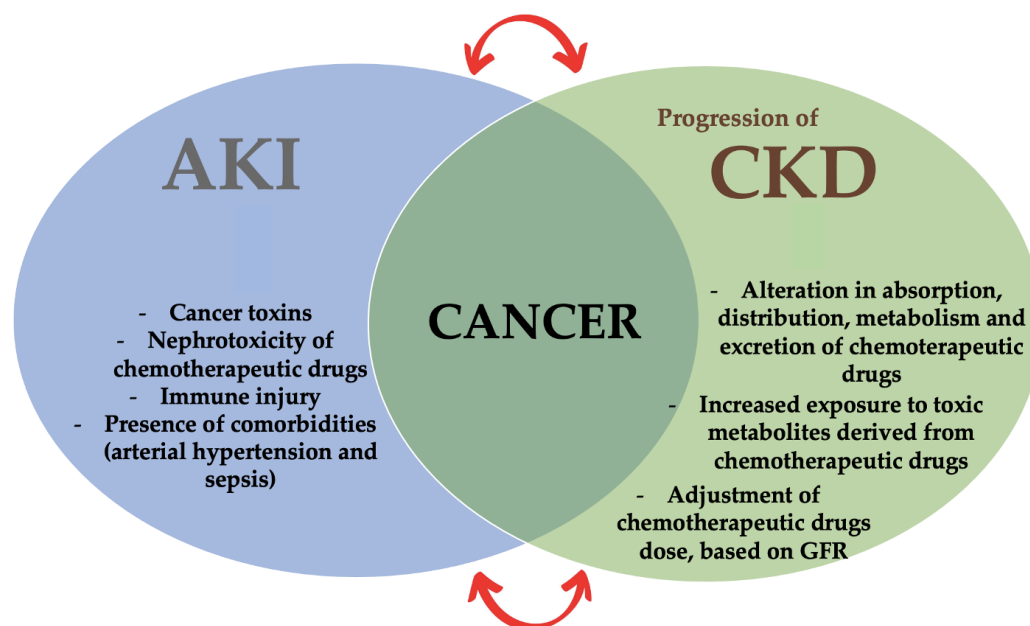 AKI
- Cancer toxins
- Nephrotoxicity of
chemotherapeutic drugs
- Immune injury
- Presence of comorbidities
(arterial hypertension and
sepsis)
CANCER
Progression of
CKD
- Alteration in absorption,
distribution, metabolism and
excretion of chemoterapeutic
drugs
- Increased exposure to toxic
metabolites derived from
chemotherapeutic drugs
- Adjustment of
chemotherapeutic drugs
dose, based on GFR